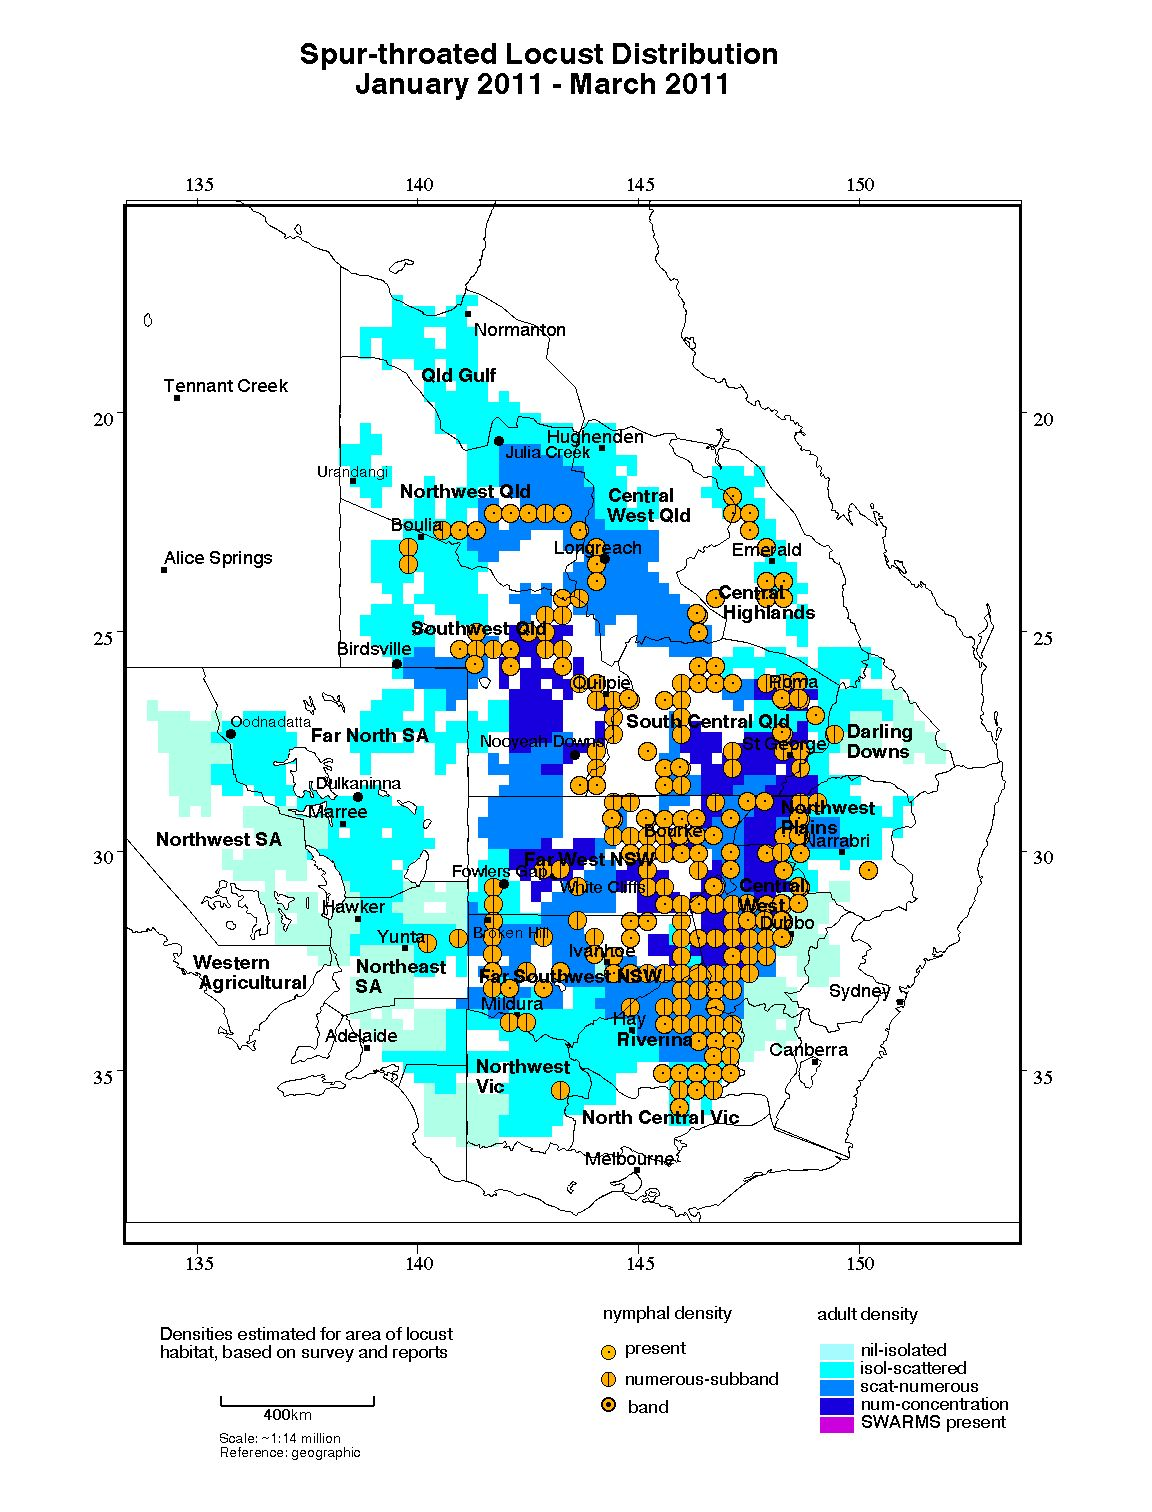 Spur-throated Locust Distribution
January 2011 - March 2011
135 140 145 150
Normanton
Qld Gulf
Tennant Creek
20 20
Hughenden
Julia Creek
Urandangi
Northwest Qld
Central
West Qld
Boulia
Longreach
Emerald
Alice Springs
Central
Highlands
25 25
Southwest Qld
Birdsville
Quilpie
Roma
Oodnadatta
South Central Qld
Far North SA
Darling
Downs
Nooyeah Downs
St George
Dulkaninna
Marree
Northwest
Plains
Northwest SA
Bourke
Narrabri
30 30
Far West NSW
Fowlers Gap
White Cliffs
Central
West
Hawker
Dubbo
Yunta
Broken Hill
Ivanhoe
Western
Agricultural
Northeast
SA
Far Southwest NSW
Sydney
Mildura
Hay
Riverina
Adelaide
Canberra
Northwest
Vic
35 35
North Central Vic
Melbourne
135 140 145 150
nymphal density
present
numerous-subband
band
adult density
nil-isolated
isol-scattered
scat-numerous
num-concentration
SWARMS present
Densities estimated for area of locust
habitat, based on survey and reports
400km
Scale: ~1:14 million
Reference: geographic